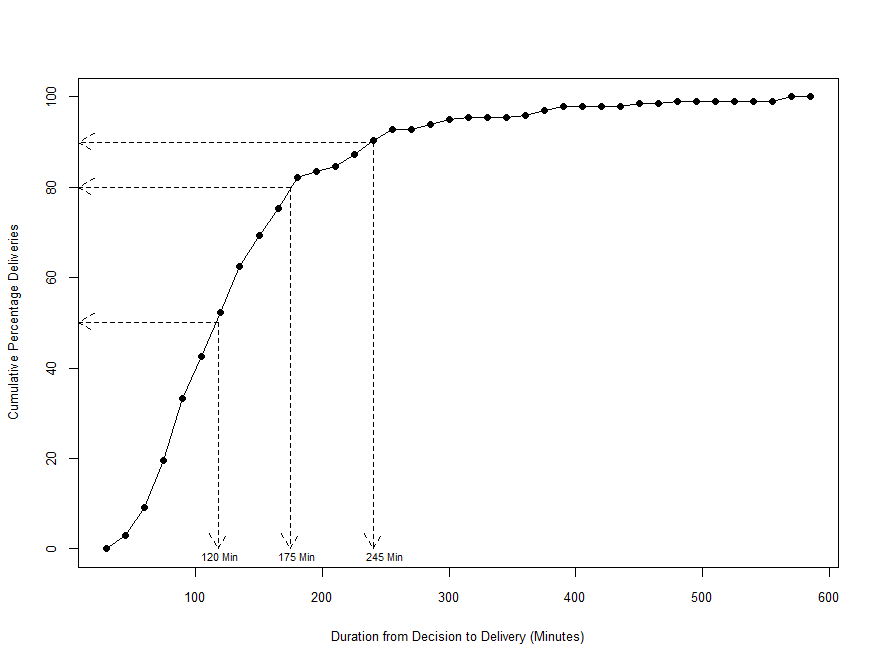 100
80
60
40
20
0
Cumulative Percentage Deliveries
120 Min
175 Min
245 Min
100
200
300
400
500
600
Duration from Decision to Delivery (Minutes)